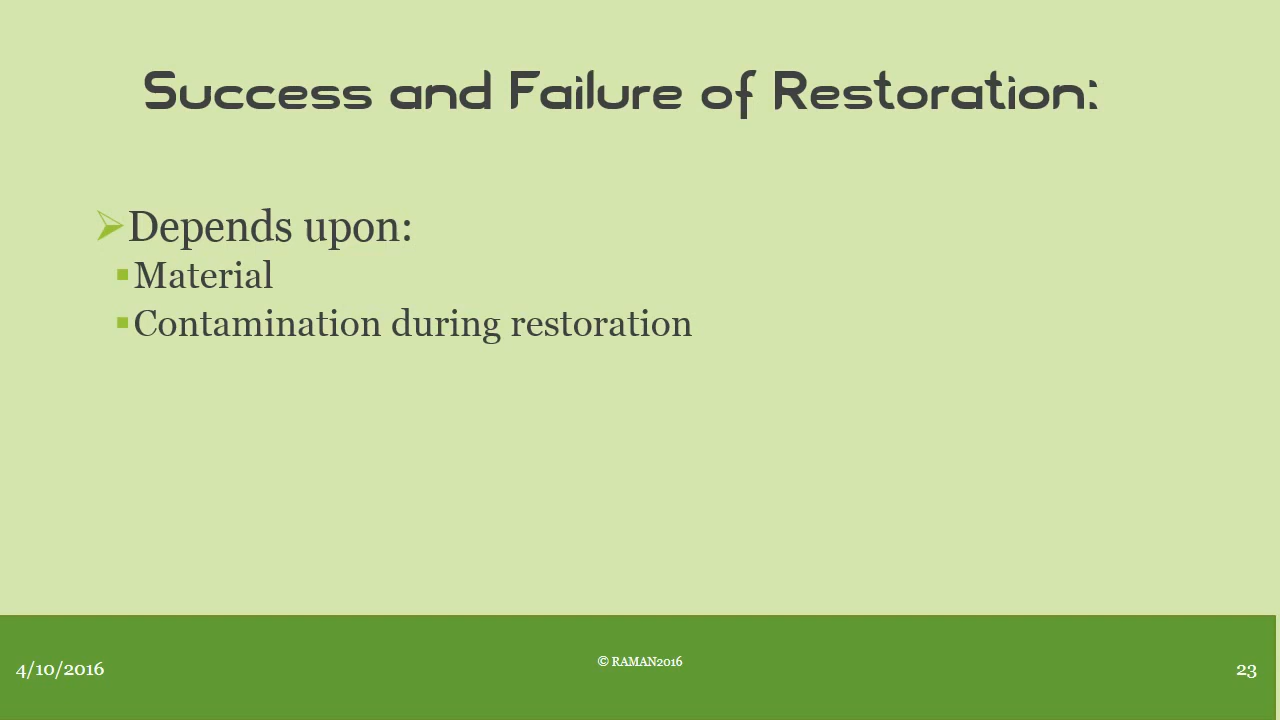 Success and Failure of Restoration:
Depends upon:
Material
Contamination during restoration
4/10/2016
© RAMAN2016
23